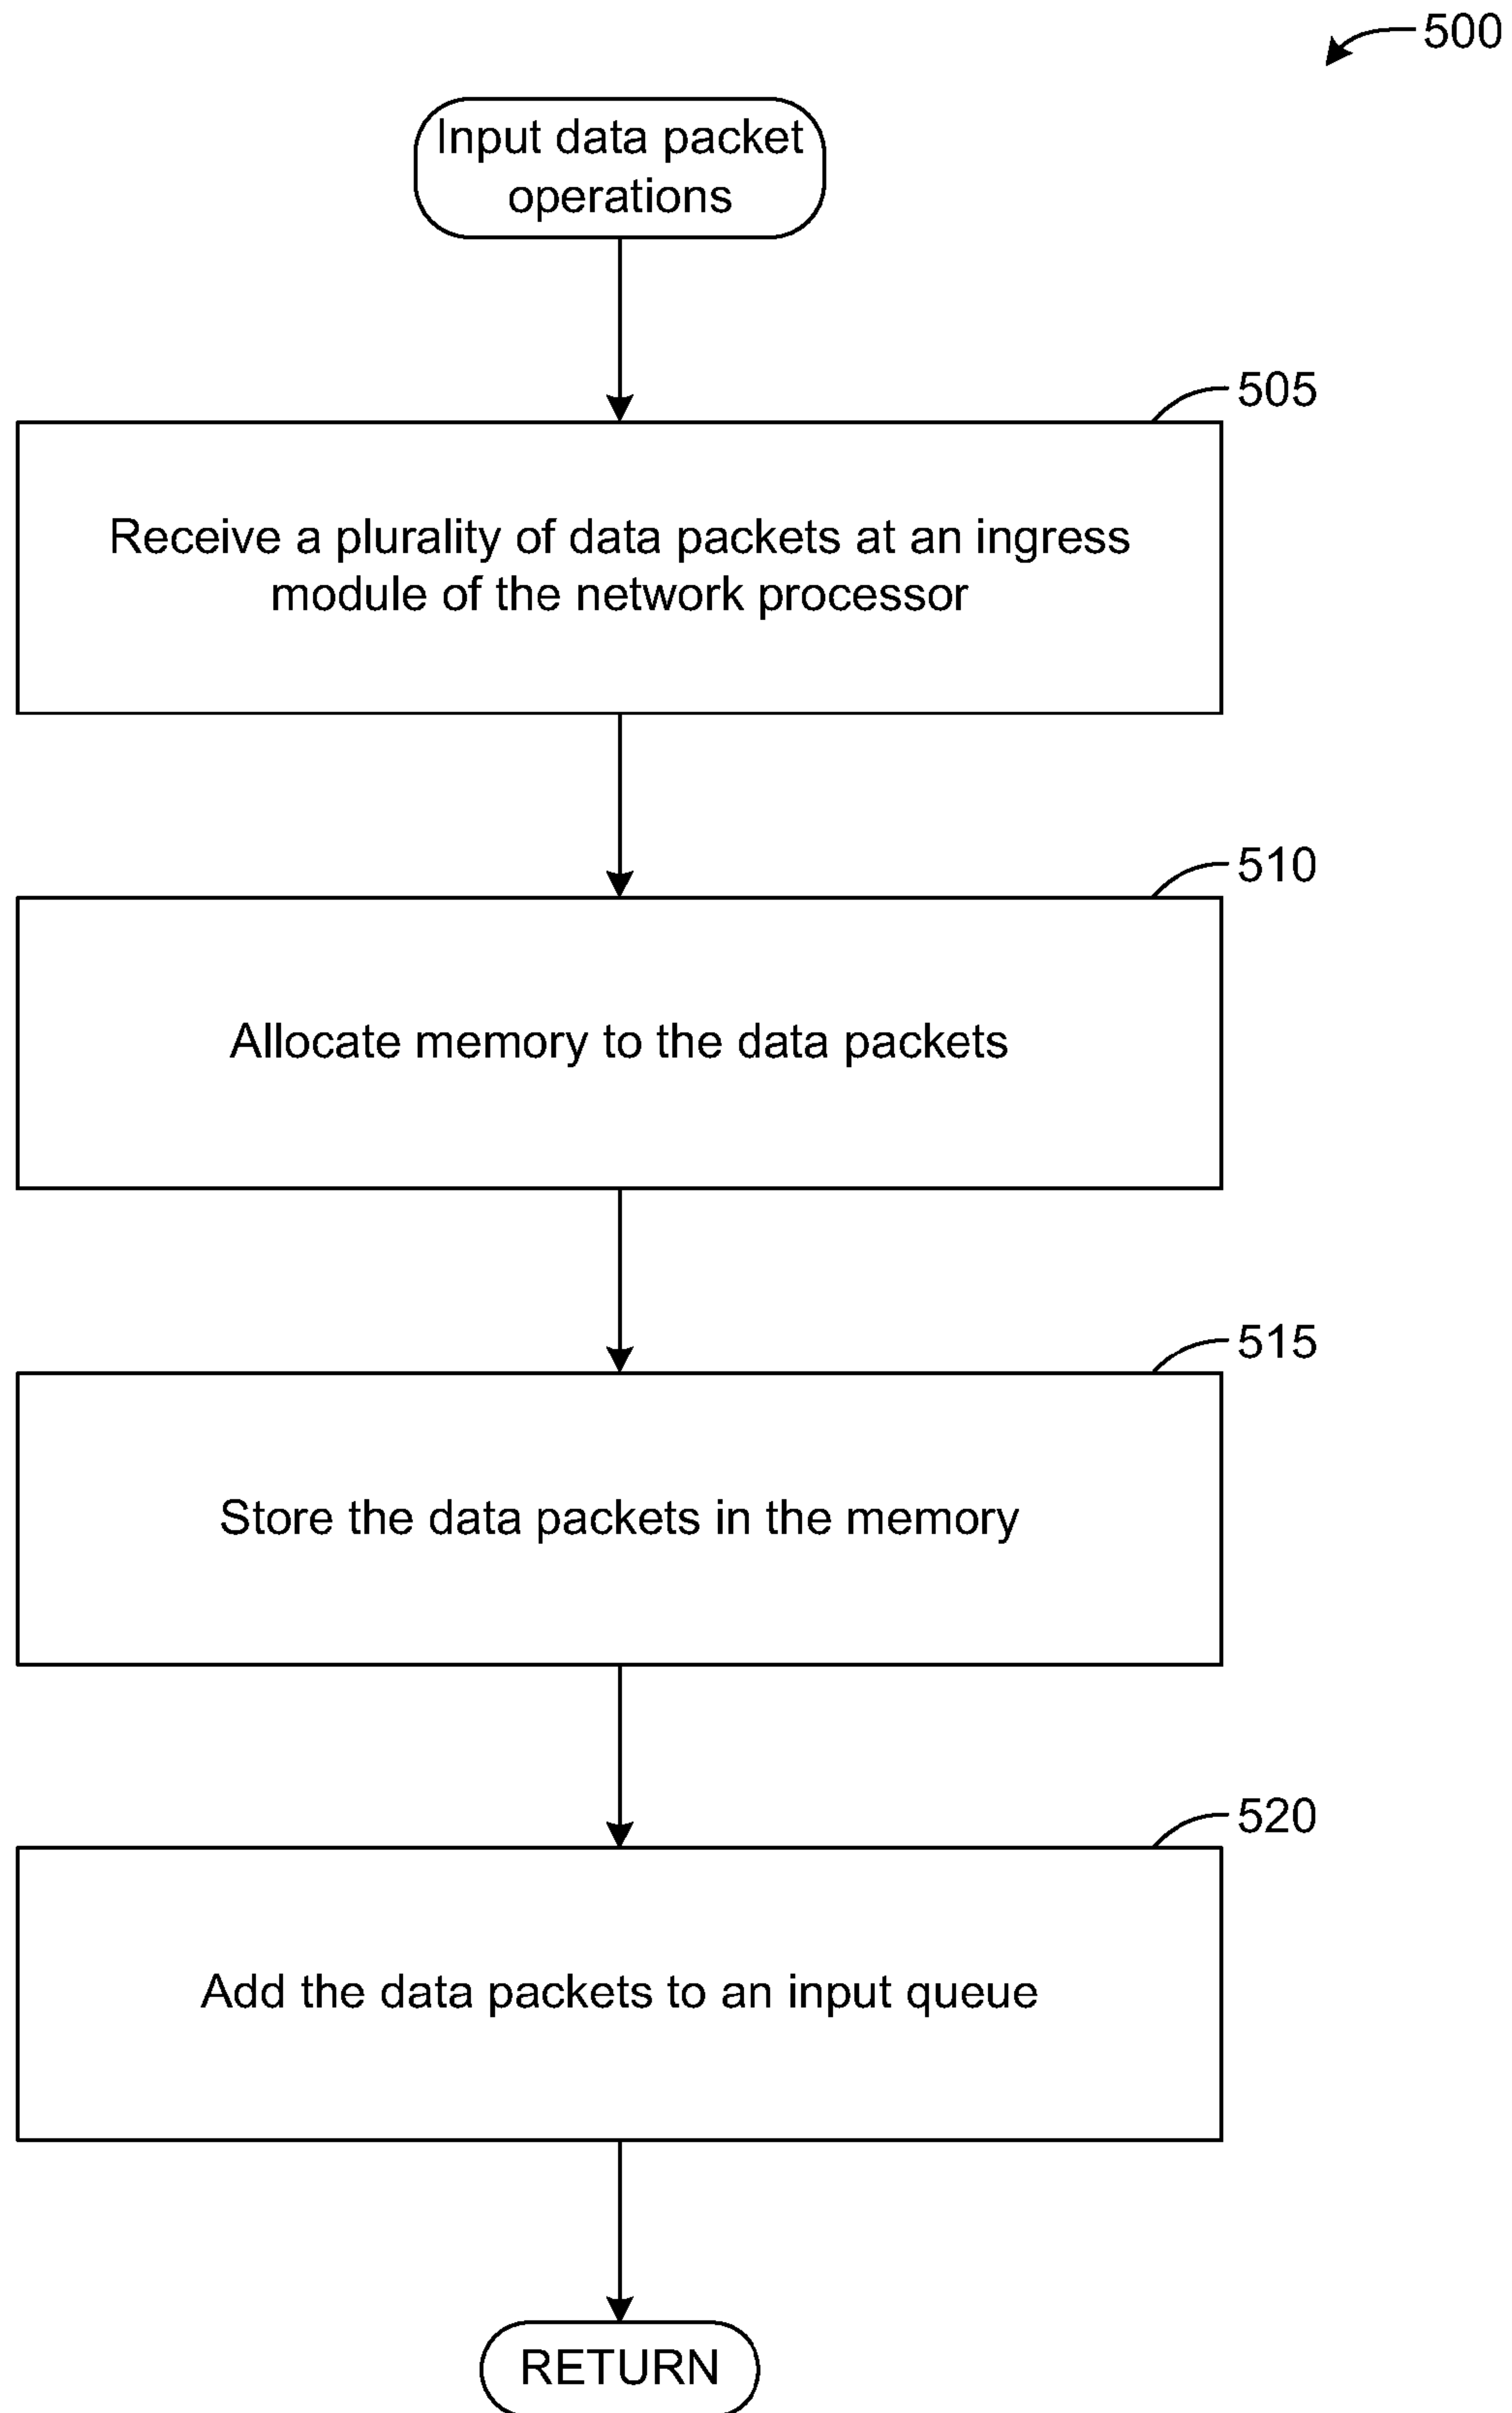 500
Input data packet
operations
505
Receive a plurality of data packets at an ingress
module of the network processor
510
Allocate memory to the data packets
515
Store the data packets in the memory
520
Add the data packets to an input queue
RETURN